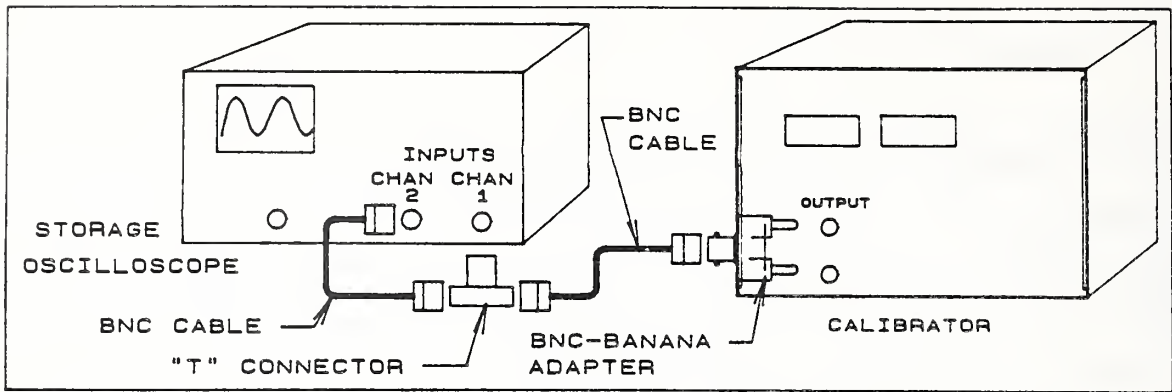 INPUTS
CHAN CHAN
2 1
STORAGE
OSCILLOSCOPE
BNC
CABLE
OUTPUT
BNC CABLE
"T" CONNECTOR
BNC-BANANA
ADAPTER
CALIBRATOR